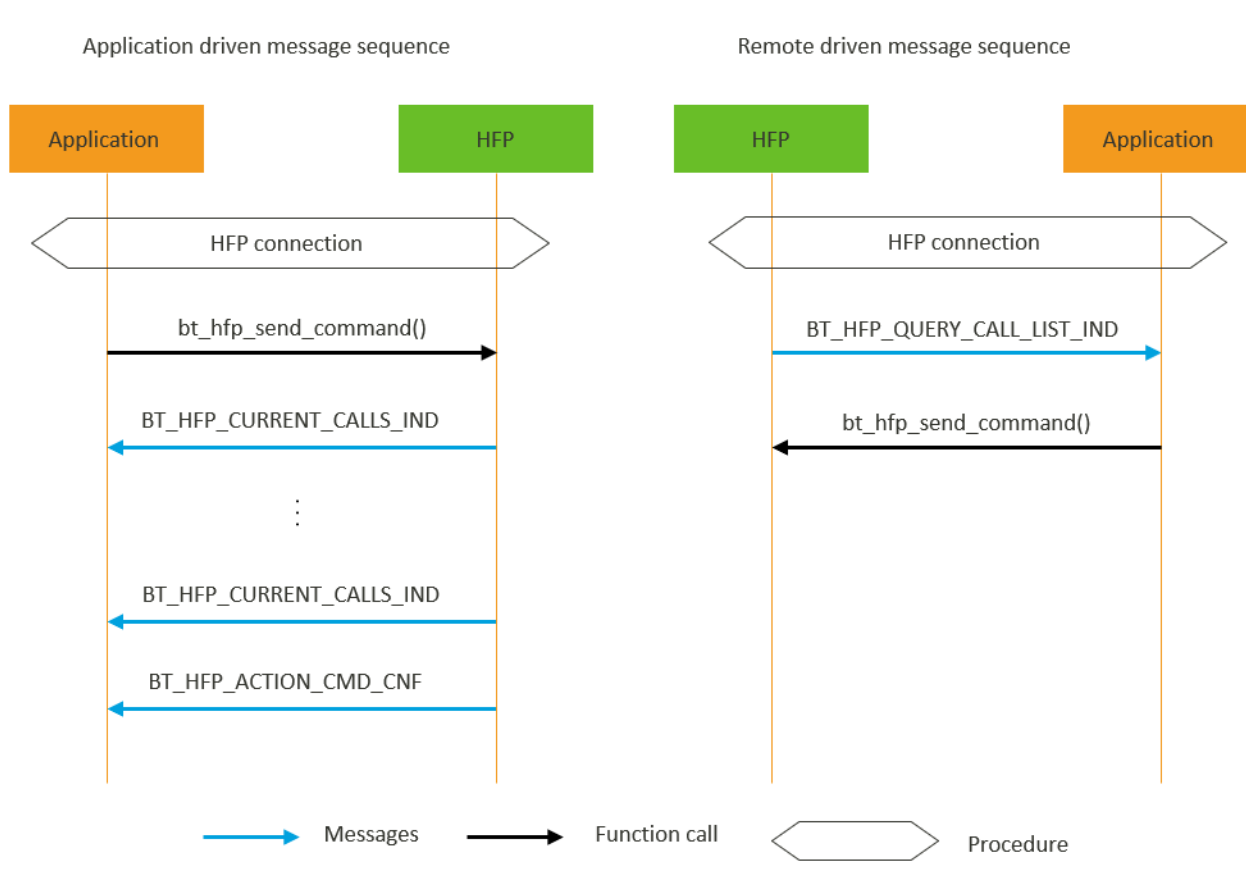 Application driven message sequence
Remote driven message sequence
Application
HFP
HFP
Application
HFP connection
HFP connection
bt_hfp_send_command()
BT_HFP_QUERY_CALL_LIST_IND
BT_HFP_CURRENT_CALLS_IND
bt_hfp_send_command()
BT_HFP_CURRENT_CALLS_IND
BT_HFP_ACTION_CMD_CNF
Messages
Function call
Procedure